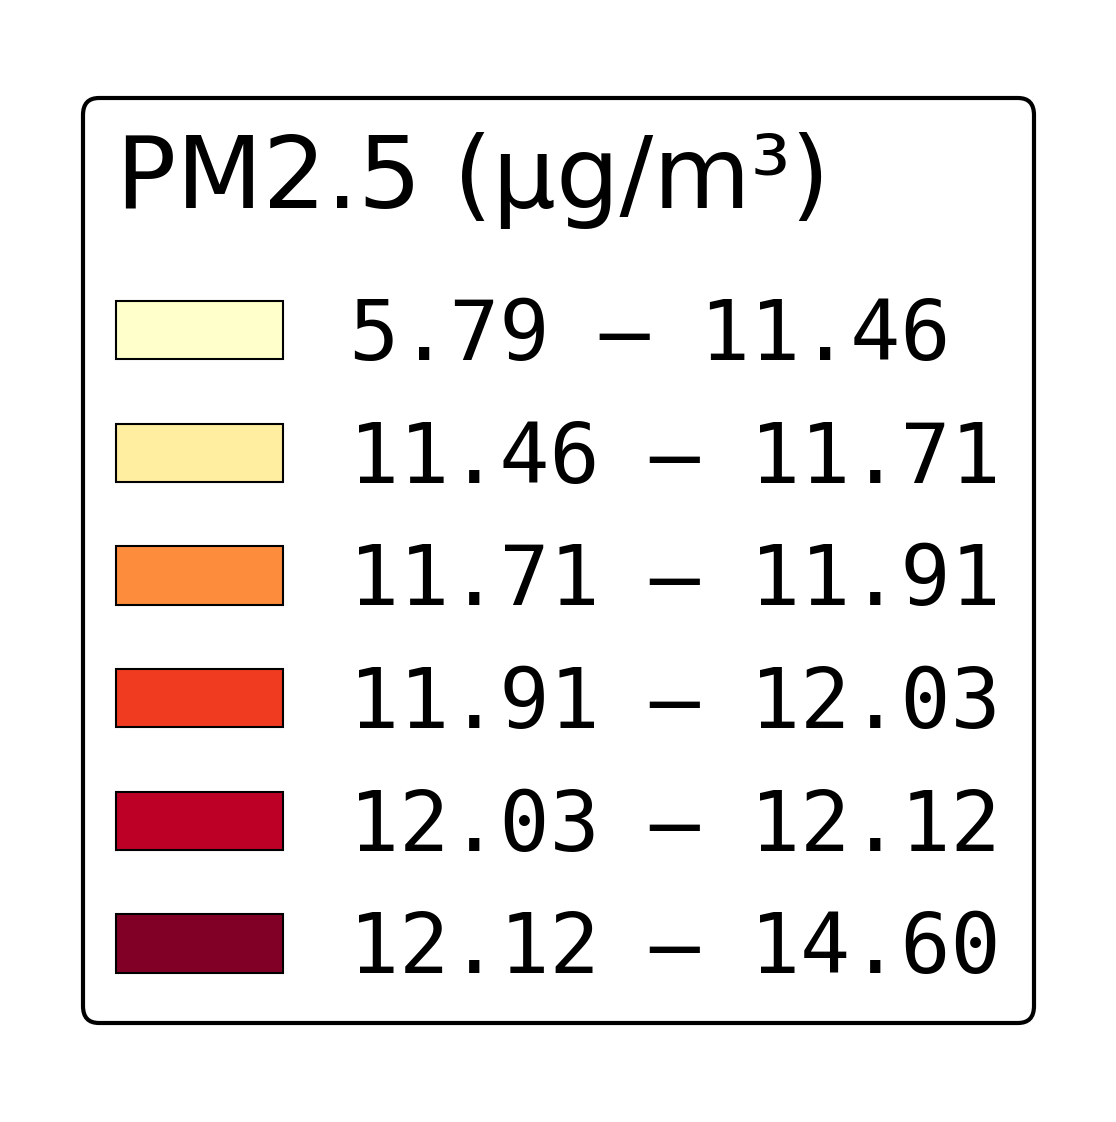 PM2.5 (µg/m³)
5.79 – 11.46
11.46 – 11.71
11.71 – 11.91
11.91 – 12.03
12.03 – 12.12
12.12 – 14.60